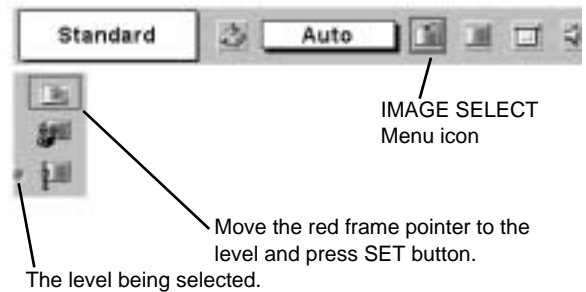 Standard
Auto
IMAGE SELECT
Menu icon
Move the red frame pointer to the
level and press SET button.
The level being selected.